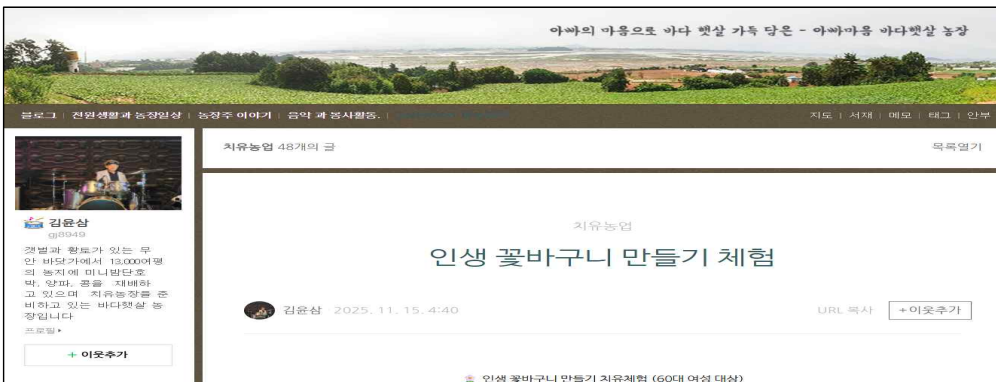 아빠의 마음으로 바다 햇살 가득 담은 - 아빠마음 바다햇살 농장
블로그 | 전원생활과 농장일상 | 농장주 이야기 | 음악 과 봉사활동. |
지도 | 서재 | 메모 | 태그 | 안부
치유농업 48개의 글
목록열기
김윤삼
gj8949
갯벌과 황토가 있는 무
안 바닷가에서 13,000여평
의 농지에 미니밤단호
박, 양파, 콩을 재배하
고 있으며 치유농장를 준
비하고 있는 바다햇살 농
장입니다
프로필
+ 이웃추가
치유농업
인생 꽃바구니 만들기 체험
김윤삼 2025. 11. 15. 4:40
URL 복사
+이웃추가
인생 꽃바구니 만들기 치유체험 (60대 여성 대상)